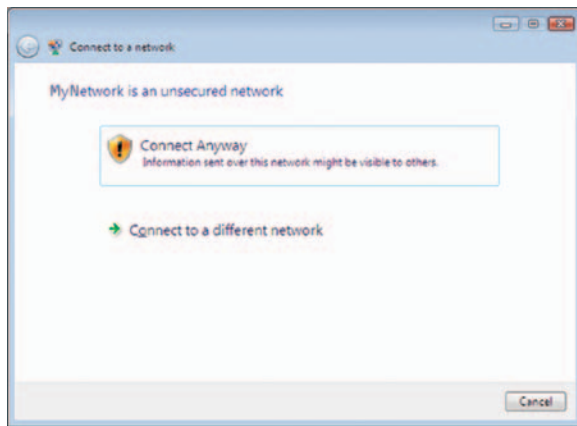 Connect to a network
MyNetwork is an unsecured network
Connect Anyway
Information sent over this network might be visible to others.
Connect to a different network
Cancel